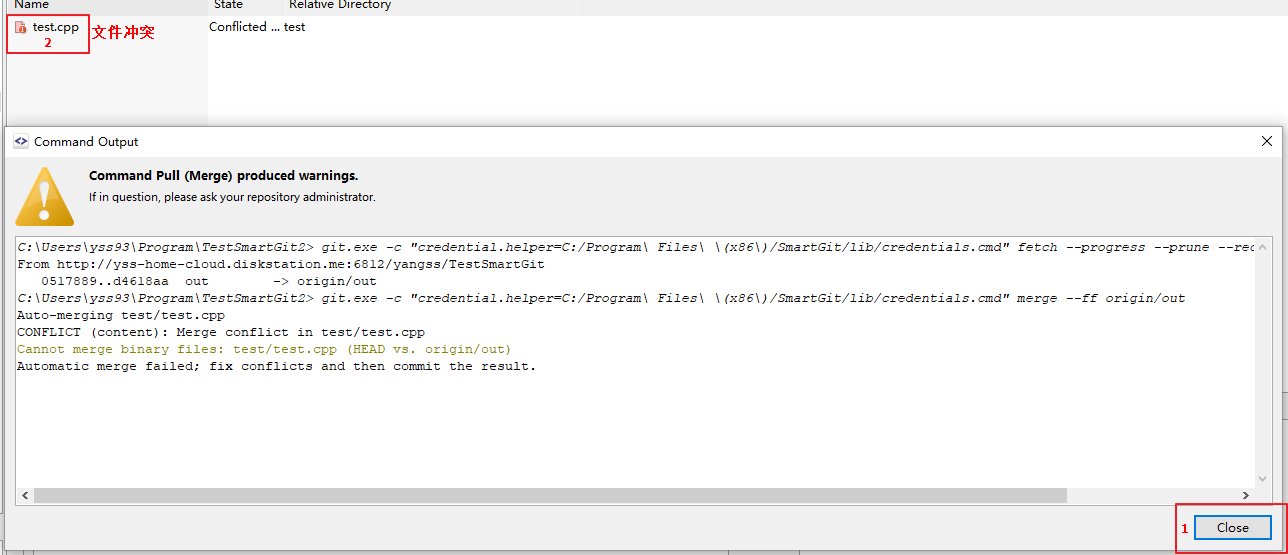 Name State Relative Directory
test.cpp Conflicted ... test
2
文件冲突
Command Output
Command Pull (Merge) produced warnings.
If in question, please ask your repository administrator.
C:\Users\yss93\Program\TestSmartGit2> git.exe -c "credential.helper=C:/Program\ Files\ \(x86\)/SmartGit/lib/credentials.cmd" fetch --progress --prune --rec
From http://yss-home-cloud.diskstation.me:6812/yangss/TestSmartGit
0517889..d4618aa out -> origin/out
C:\Users\yss93\Program\TestSmartGit2> git.exe -c "credential.helper=C:/Program\ Files\ \(x86\)/SmartGit/lib/credentials.cmd" merge --ff origin/out
Auto-merging test/test.cpp
CONFLICT (content): Merge conflict in test/test.cpp
Cannot merge binary files: test/test.cpp (HEAD vs. origin/out)
Automatic merge failed; fix conflicts and then commit the result.
1 Close